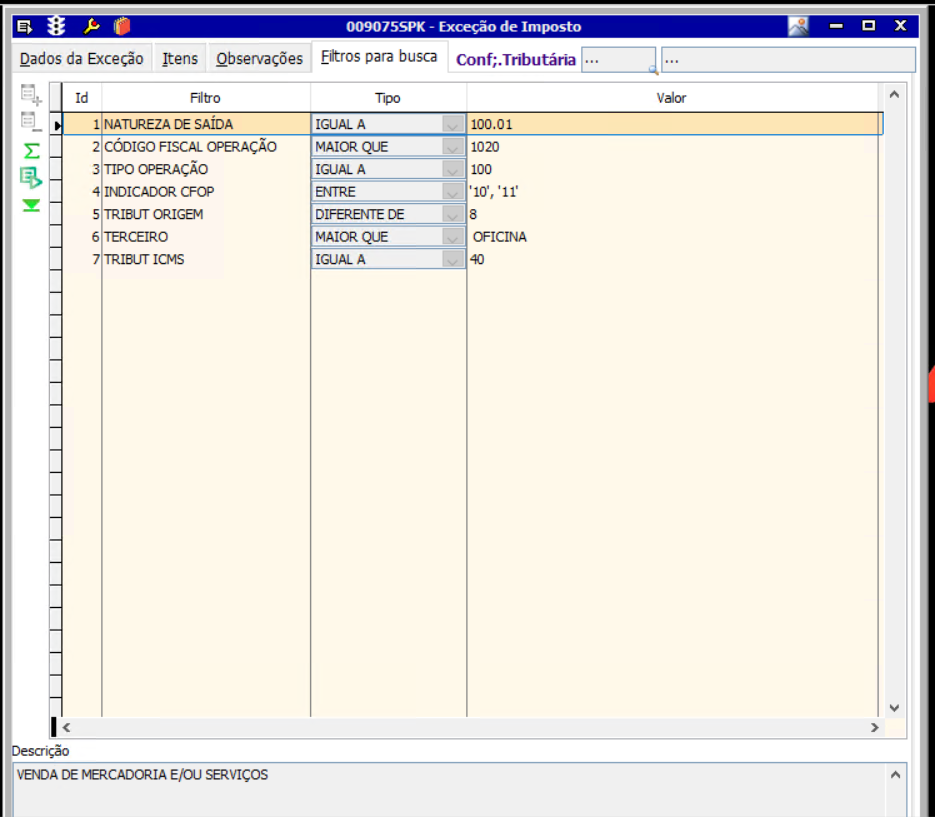 009075SPK - Exceção de Imposto
Dados da Exceção Itens Observações Filtros para busca Conf;.Tributária ... ...
Id Filtro Tipo Valor
1 NATUREZA DE SAÍDA IGUAL A 100.01
2 CÓDIGO FISCAL OPERAÇÃO MAIOR QUE 1020
3 TIPO OPERAÇÃO IGUAL A 100
4 INDICADOR CFOP ENTRE '10', '11'
5 TRIBUT ORIGEM DIFERENTE DE 8
6 TERCEIRO MAIOR QUE OFICINA
7 TRIBUT ICMS IGUAL A 40
Descrição
VENDA DE MERCADORIA E/OU SERVIÇOS